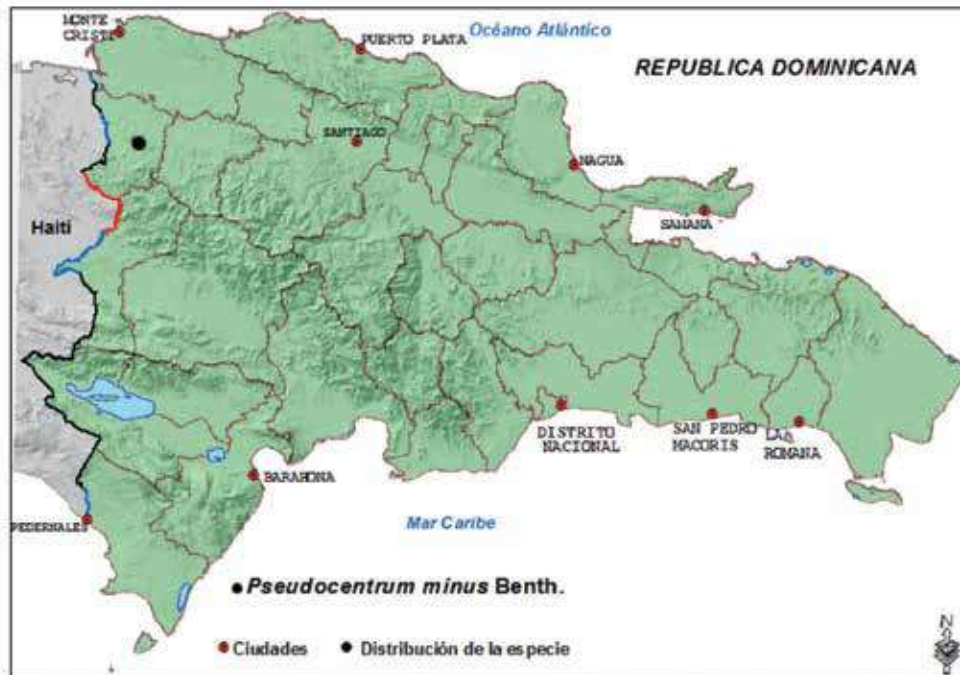 MONTE
CRISTI
PUERTO PLATA
Océano Atlántico
REPUBLICA DOMINICANA
SANTIAGO
NAGUA
Haití
SAMANA
DISTRITO
NACIONAL
SAN PEDRO
MACORIS
LA
ROMANA
BARAHONA
PEDERNALES
Mar Caribe
Pseudocentrum minus Benth.
Ciudades
Distribución de la especie
N